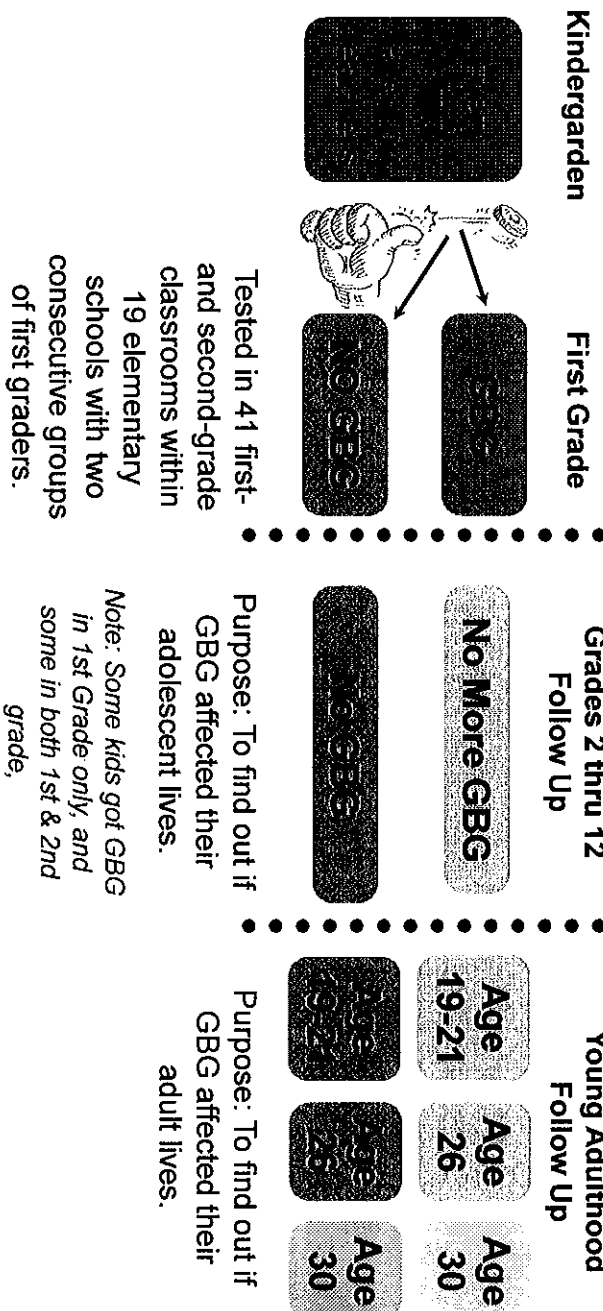 Kindergarden
First Grade
GBG
NO GBG
Tested in 41 first-
and second-grade
classrooms within
19 elementary
schools with two
consecutive groups
of first graders.
Grades 2 thru 12
Follow Up
No More GBG
NO GBG
Purpose: To find out if
GBG affected their
adolescent lives.
Note: Some kids got GBG
in 1st Grade only, and
some in both 1st & 2nd
grade,
Young Adulthood
Follow Up
Age
19-21
Age
26
Age
30
Age
19-21
Age
26
Age
30
Purpose: To find out if
GBG affected their
adult lives.